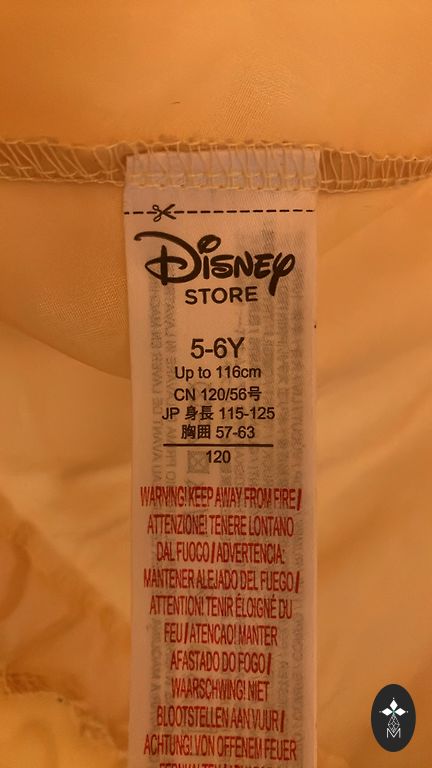 Disney
STORE
5-6Y
Up to 116cm
CN 120/56号
JP 身長 115-125
胸囲 57-63
120
WARNING! KEEP AWAY FROM FIRE /
ATTENZIONE! TENERE LONTANO
DAL FUOCO / ADVERTENCIA:
MANTENER ALEJADO DEL FUEGO /
ATTENTION! TENIR ÉLOIGNÉ DU
FEU / ATENCAO! MANTER
AFASTADO DO FOGO /
WAARSCHWING! NIET
BLOOTSTELLEN AAN VUUR /
ACHTUNG! VON OFFENEM FEUER